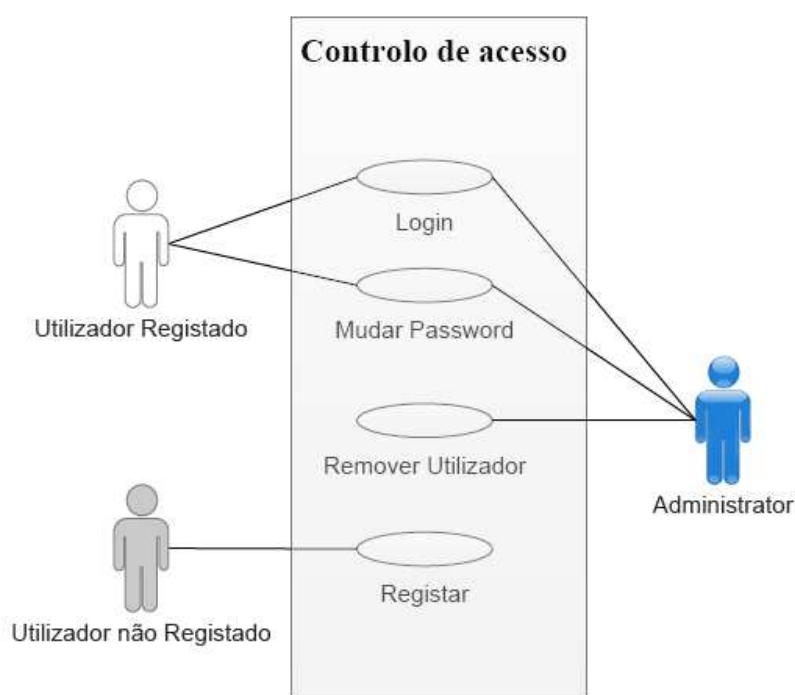 Controlo de acesso
Login
Utilizador Registado
Mudar Password
Remover Utilizador
Administrator
Registar
Utilizador não Registado